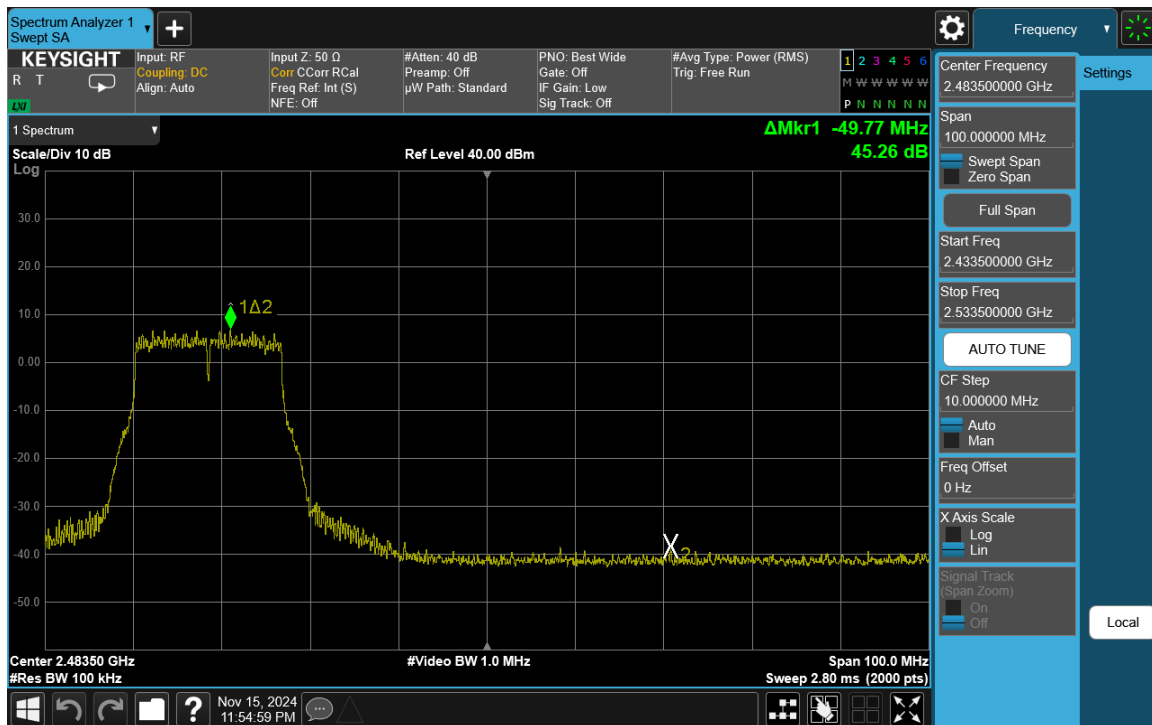 Spectrum Analyzer 1
Swept SA
+
Frequency
KEYSIGHT
R T
LXI
Input: RF
Coupling: DC
Align: Auto
Input Z: 50 Ω
Corr CCorr RCal
Freq Ref: Int (S)
NFE: Off
#Atten: 40 dB
Preamp: Off
µW Path: Standard
PNO: Best Wide
Gate: Off
IF Gain: Low
Sig Track: Off
#Avg Type: Power (RMS)
Trig: Free Run
1 2 3 4 5 6
M W W W W W
P N N N N N
1 Spectrum
ΔMkr1 -49.77 MHz
45.26 dB
Scale/Div 10 dB
Ref Level 40.00 dBm
Log
30.0
20.0
10.0
0.00
-10.0
-20.0
-30.0
-40.0
-50.0
1Δ2
X2
Center 2.48350 GHz
#Video BW 1.0 MHz
Span 100.0 MHz
#Res BW 100 kHz
Sweep 2.80 ms (2000 pts)
Center Frequency
2.483500000 GHz
Span
100.000000 MHz
Swept Span
Zero Span
Full Span
Start Freq
2.433500000 GHz
Stop Freq
2.533500000 GHz
AUTO TUNE
CF Step
10.000000 MHz
Auto
Man
Freq Offset
0 Hz
X Axis Scale
Log
Lin
Signal Track
(Span Zoom)
On
Off
Settings
Local
?
Nov 15, 2024
11:54:59 PM